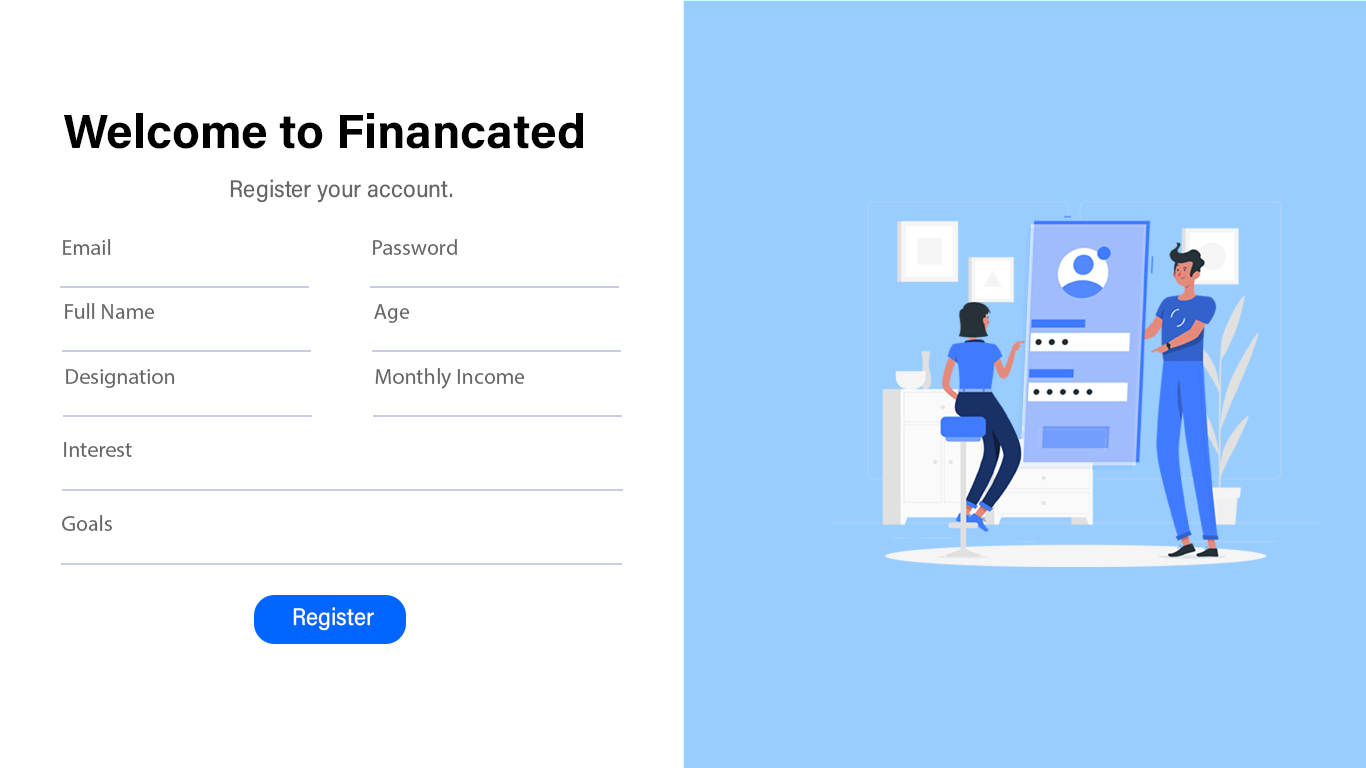 Welcome to Financated
Register your account.
Email
Password
Full Name
Age
Designation
Monthly Income
Interest
Goals
Register